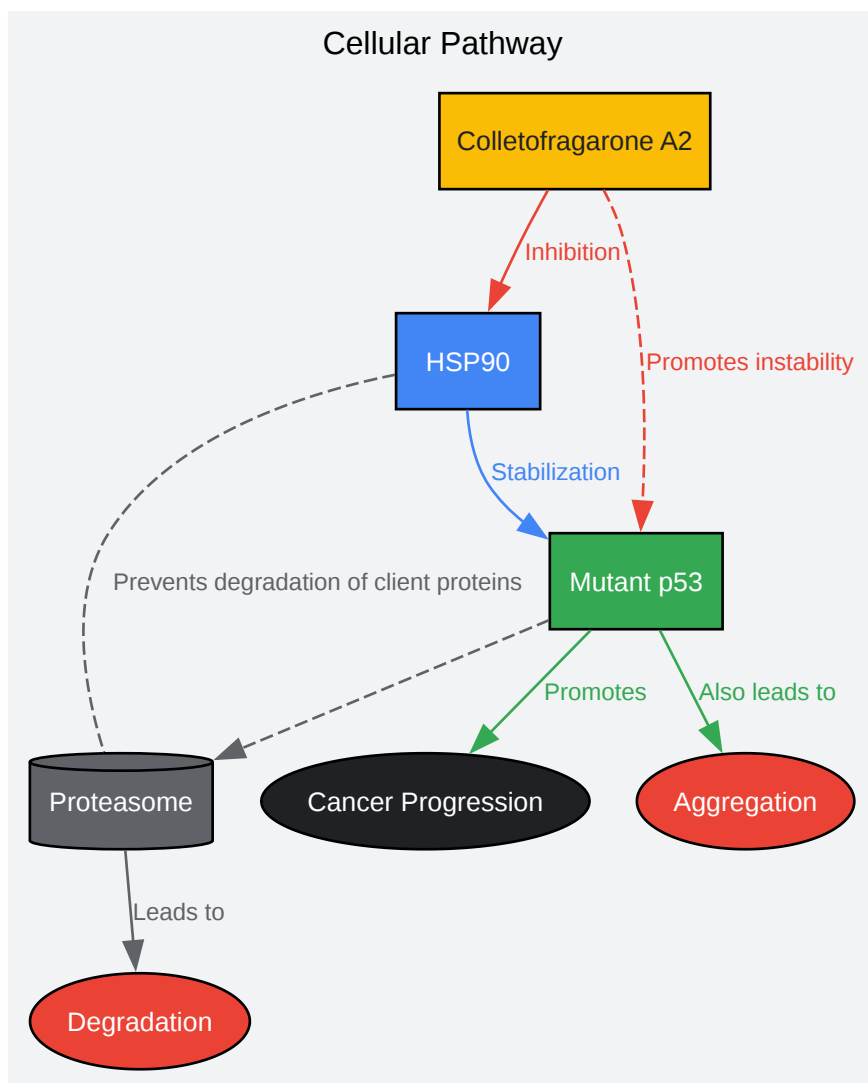 Cellular Pathway
Colletofragarone A2
Inhibition
HSP90
Promotes instability
Stabilization
Prevents degradation of client proteins
Mutant p53
Promotes
Also leads to
Proteasome
Cancer Progression
Aggregation
Leads to
Degradation